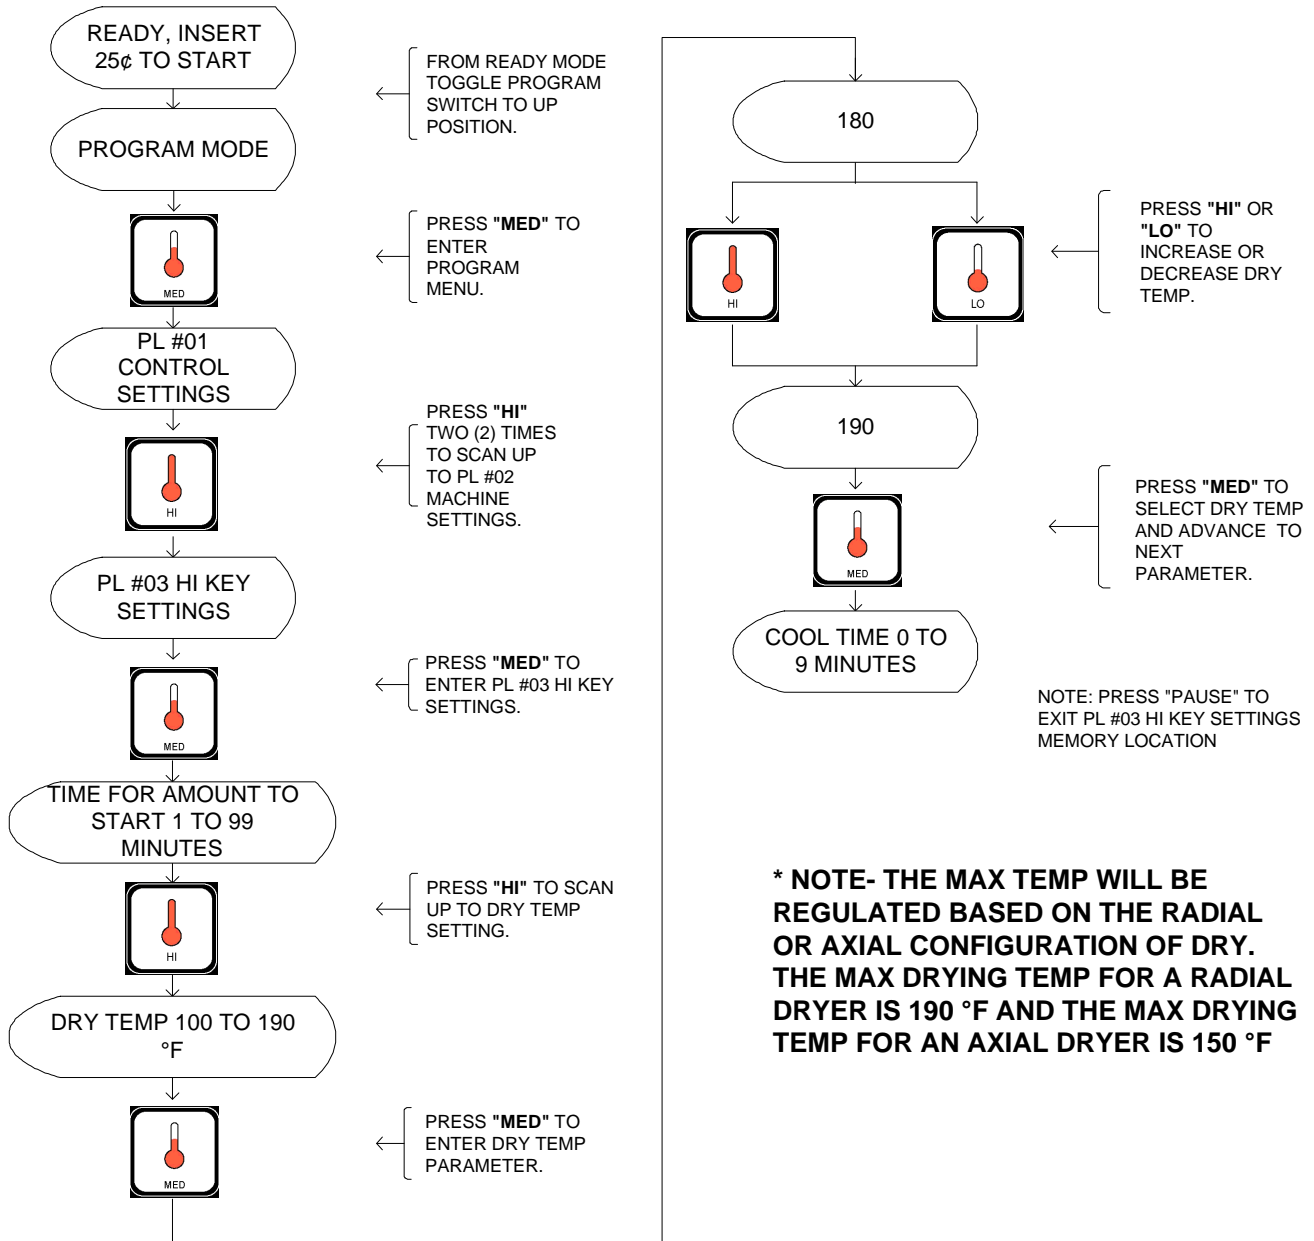 READY, INSERT
25¢ TO START
FROM READY MODE
TOGGLE PROGRAM
SWITCH TO UP
POSITION.
PROGRAM MODE
MED
PRESS "MED" TO
ENTER
PROGRAM
MENU.
PL #01
CONTROL
SETTINGS
HI
PRESS "HI"
TWO (2) TIMES
TO SCAN UP
TO PL #02
MACHINE
SETTINGS.
PL #03 HI KEY
SETTINGS
MED
PRESS "MED" TO
ENTER PL #03 HI KEY
SETTINGS.
TIME FOR AMOUNT TO
START 1 TO 99
MINUTES
HI
PRESS "HI" TO SCAN
UP TO DRY TEMP
SETTING.
DRY TEMP 100 TO 190
°F
MED
PRESS "MED" TO
ENTER DRY TEMP
PARAMETER.
180
HI
LO
PRESS "HI" OR
"LO" TO
INCREASE OR
DECREASE DRY
TEMP.
190
MED
PRESS "MED" TO
SELECT DRY TEMP
AND ADVANCE TO
NEXT
PARAMETER.
COOL TIME 0 TO
9 MINUTES
NOTE: PRESS "PAUSE" TO
EXIT PL #03 HI KEY SETTINGS
MEMORY LOCATION
* NOTE- THE MAX TEMP WILL BE
REGULATED BASED ON THE RADIAL
OR AXIAL CONFIGURATION OF DRY.
THE MAX DRYING TEMP FOR A RADIAL
DRYER IS 190 °F AND THE MAX DRYING
TEMP FOR AN AXIAL DRYER IS 150 °F